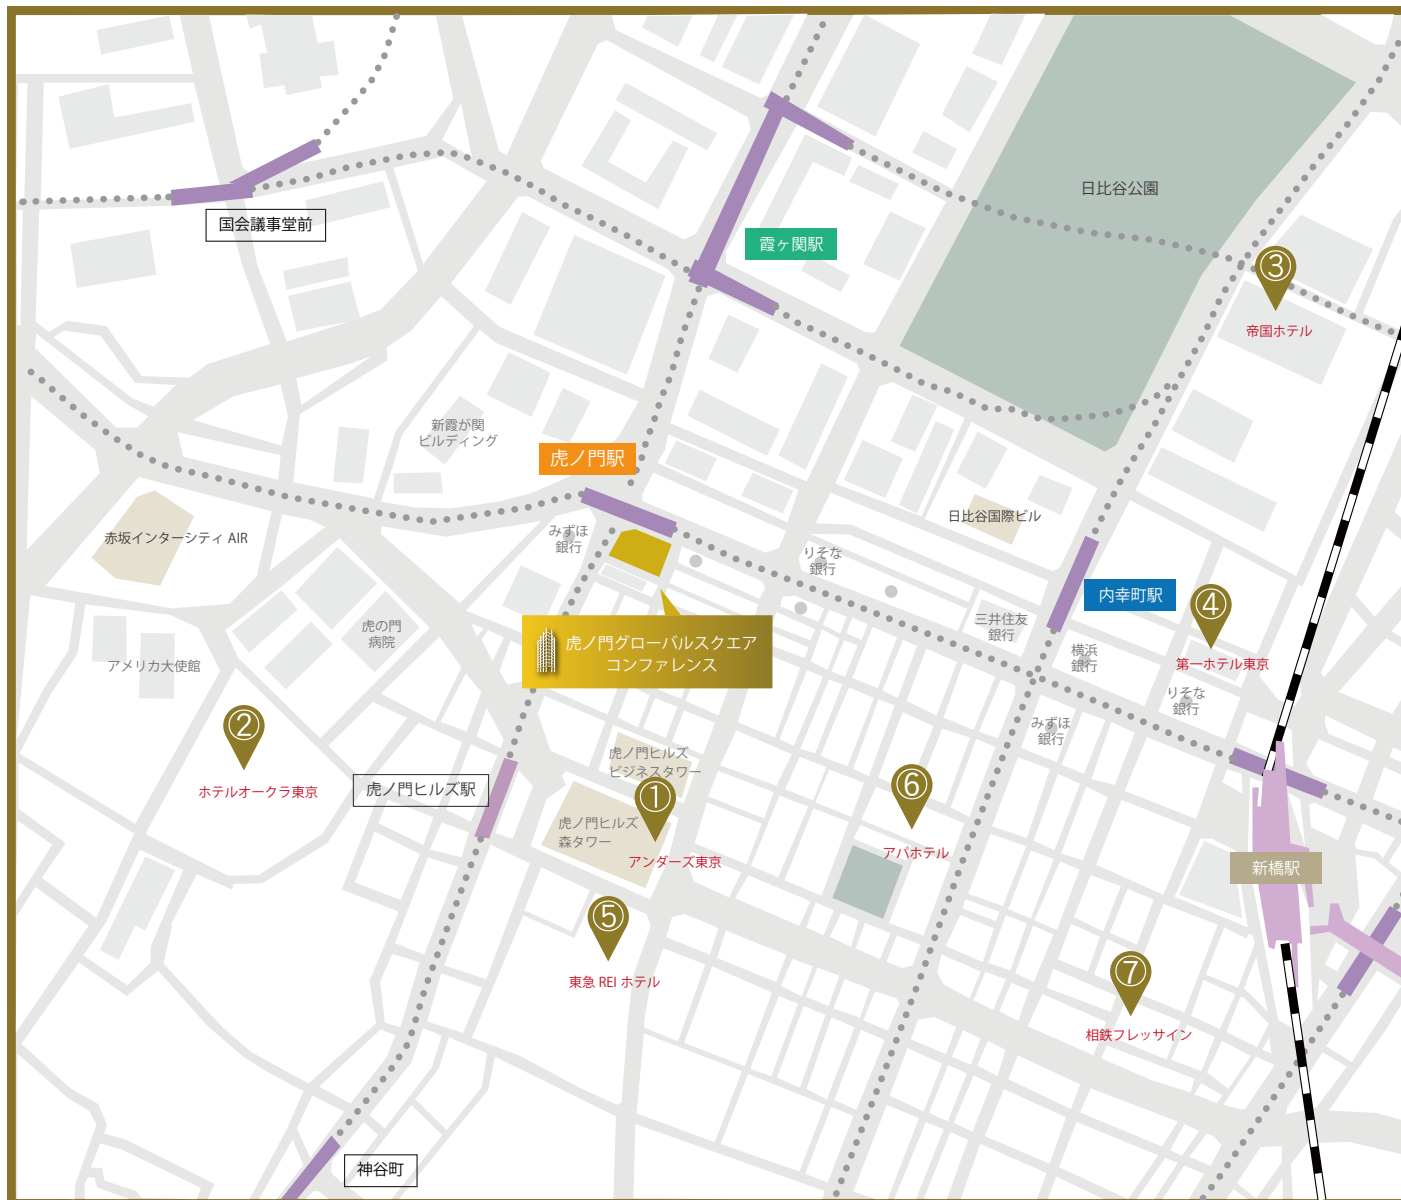 日比谷公園
国会議事堂前
霞ヶ関駅
③
帝国ホテル
新霞が関
ビルディング
虎ノ門駅
日比谷国際ビル
赤坂インターシティ AIR
みずほ
銀行
りそな
銀行
内幸町駅
④
三井住友
銀行
虎の門
病院
虎ノ門グローバルスクエア
コンファレンス
横浜
銀行
第一ホテル東京
アメリカ大使館
りそな
銀行
②
みずほ
銀行
虎ノ門ヒルズ
ビジネスタワー
ホテルオークラ東京
虎ノ門ヒルズ駅
①
⑥
虎ノ門ヒルズ
森タワー
アンダーズ東京
アパホテル
新橋駅
⑤
東急 REI ホテル
⑦
相鉄フレッサイン
神谷町